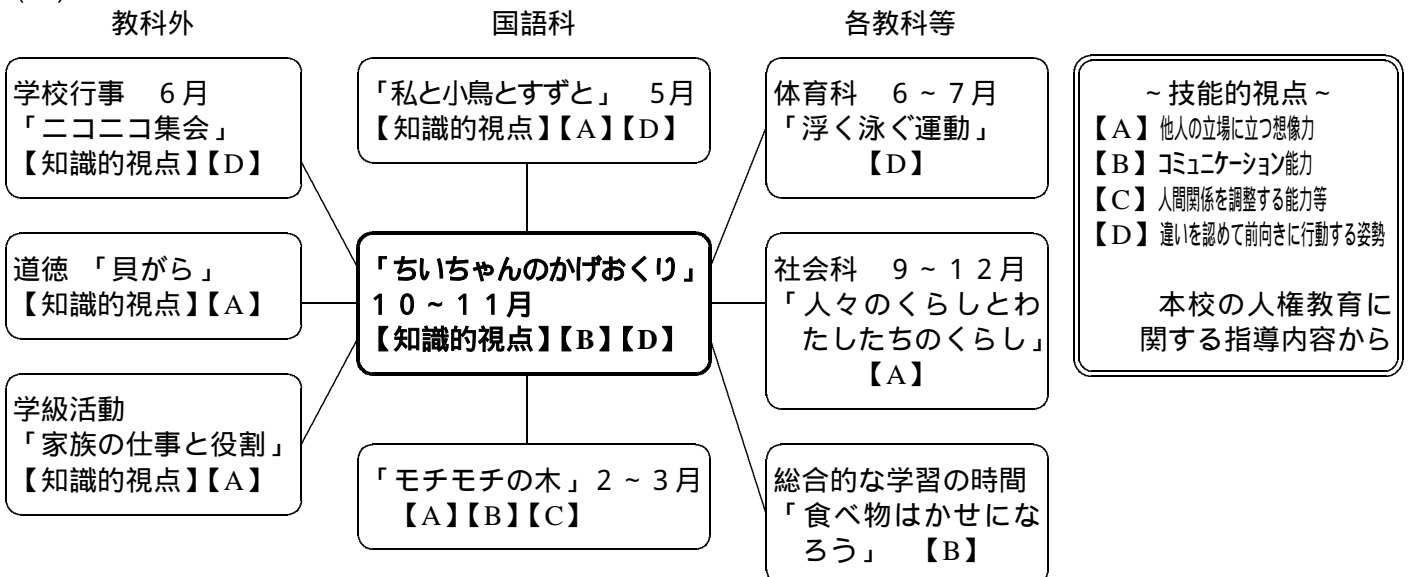 教科外
国語科
各教科等
学校行事 6月
「ニコニコ集会」
【知識的視点】【D】
道徳 「貝がら」
【知識的視点】【A】
学級活動
「家族の仕事と役割」
【知識的視点】【A】
「私と小鳥とすずと」 5月
【知識的視点】【A】【D】
「ちいちゃんのかげおくり」
10~11月
【知識的視点】【B】【D】
「モチモチの木」2~3月
【A】【B】【C】
体育科 6~7月
「浮く泳ぐ運動」
【D】
社会科 9~12月
「人々のくらしとわ
たしたちのくらし」
【A】
総合的な学習の時間
「食べ物はかせにな
ろう」 【B】
~技能的視点~
【A】他人の立場に立つ想像力
【B】コミュニケーション能力
【C】人間関係を調整する能力等
【D】違いを認めて前向きに行動する姿勢
本校の人権教育に
関する指導内容から